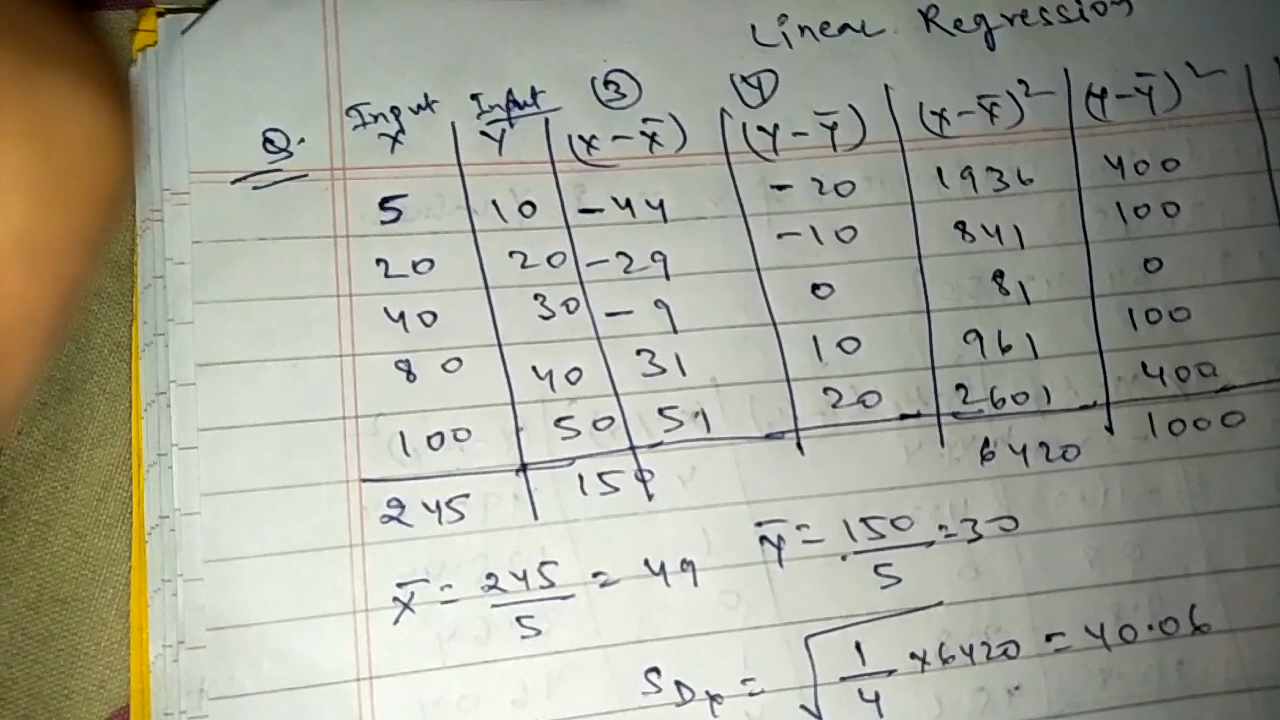 Linear Regression
Q. Input X | Input Y | ③ (X-X̄) | ④ (Y-Ȳ) | (X-X̄)² | (Y-Ȳ)²
5 | 10 | -44 | -20 | 1936 | 400
20 | 20 | -29 | -10 | 841 | 100
40 | 30 | -9 | 0 | 81 | 0
80 | 40 | 31 | 10 | 961 | 100
100 | 50 | 51 | 20 | 2601 | 400
245 | 150 | 6420 | 1000
X̄ = 245/5 = 49 Ȳ = 150/5 = 30
SDx = √(1/4 × 6420) = 40.06